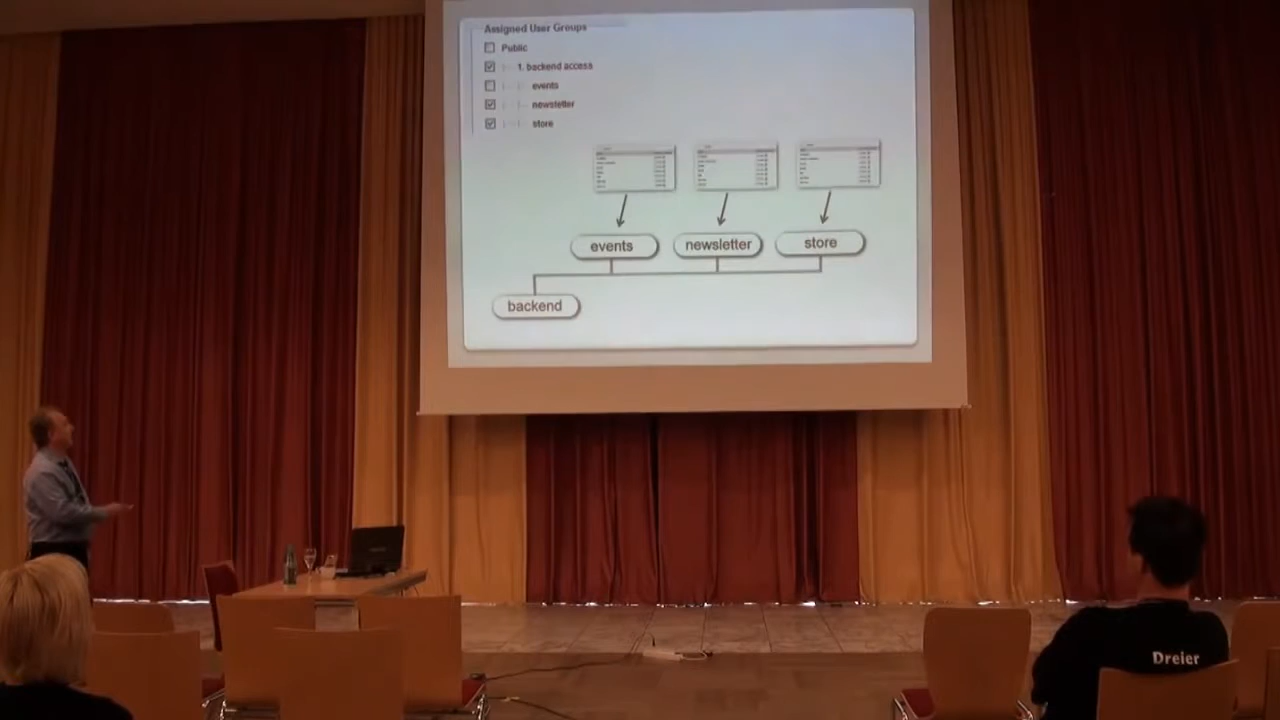 Assigned User Groups
Public
1. backend access
events
newsletter
store
events
newsletter
store
backend
Dreier